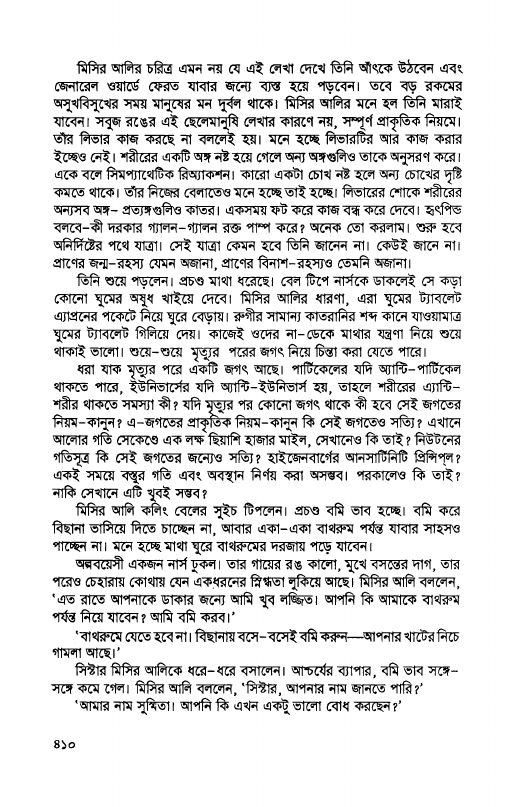 মিসির আলির চরিত্র এমন নয় যে এই লেখা দেখে তিনি আঁৎকে উঠবেন এবং
জেনারেল ওয়ার্ডে ফেরত যাবার জন্যে ব্যস্ত হয়ে পড়বেন। তবে বড় রকমের
অসুখবিসুখের সময় মানুষের মন দুর্বল থাকে। মিসির আলির মনে হল তিনি মারাই
যাবেন। সবুজ রঙের এই ছেলেমানুষি লেখার কারণে নয়, সম্পূর্ণ প্রাকৃতিক নিয়মে।
তাঁর লিভার কাজ করছে না বললেই হয়। মনে হচ্ছে লিভারটির আর কাজ করার
ইচ্ছেও নেই। শরীরের একটি অঙ্গ নষ্ট হয়ে গেলে অন্য অঙ্গগুলিও তাকে অনুসরণ করে।
একে বলে সিমপ্যাথেটিক রিঅ্যাকশন। কারো একটা চোখ নষ্ট হলে অন্য চোখের দৃষ্টি
কমতে থাকে। তাঁর নিজের বেলাতেও মনে হচ্ছে তাই হচ্ছে। লিভারের শোকে শরীরের
অন্যসব অঙ্গ- প্রত্যঙ্গগুলিও কাতর। একসময় ফট করে কাজ বন্ধ করে দেবে। হৃৎপিন্ড
বলবে-কী দরকার গ্যালন-গ্যালন রক্ত পাম্প করে? অনেক তো করলাম। শুরু হবে
অনির্দিষ্টের পথে যাত্রা। সেই যাত্রা কেমন হবে তিনি জানেন না। কেউই জানে না।
প্রাণের জন্ম-রহস্য যেমন অজানা, প্রাণের বিনাশ-রহস্যও তেমনি অজানা।
তিনি শুয়ে পড়লেন। প্রচণ্ড মাথা ধরেছে। বেল টিপে নার্সকে ডাকলেই সে কড়া
কোনো ঘুমের অষুধ খাইয়ে দেবে। মিসির আলির ধারণা, এরা ঘুমের ট্যাবলেট
এ্যাপ্রনের পকেটে নিয়ে ঘুরে বেড়ায়। রুগীর সামান্য কাতরানির শব্দ কানে যাওয়ামাত্র
ঘুমের ট্যাবলেট গিলিয়ে দেয়। কাজেই ওদের না-ডেকে মাথার যন্ত্রণা নিয়ে শুয়ে
থাকাই ভালো। শুয়ে-শুয়ে মৃত্যুর পরের জগৎ নিয়ে চিন্তা করা যেতে পারে।
ধরা যাক মৃত্যুর পরে একটি জগৎ আছে। পার্টিকেলের যদি অ্যান্টি-পার্টিকেল
থাকতে পারে, ইউনিভার্সের যদি অ্যান্টি-ইউনিভার্স হয়, তাহলে শরীরের এ্যান্টি-
শরীর থাকতে সমস্যা কী? যদি মৃত্যুর পর কোনো জগৎ থাকে কী হবে সেই জগতের
নিয়ম-কানুন? এ-জগতের প্রাকৃতিক নিয়ম-কানুন কি সেই জগতেও সত্যি? এখানে
আলোর গতি সেকেণ্ডে এক লক্ষ ছিয়াশি হাজার মাইল, সেখানেও কি তাই? নিউটনের
গতিসূত্র কি সেই জগতের জন্যেও সত্যি? হাইজেনবার্গের আনসার্টিনিটি প্রিন্সিপ্‌ল?
একই সময়ে বস্তুর গতি এবং অবস্থান নির্ণয় করা অসম্ভব। পরকালেও কি তাই?
নাকি সেখানে এটি খুবই সম্ভব?
মিসির আলি কলিং বেলের সুইচ টিপলেন। প্রচণ্ড বমি ভাব হচ্ছে। বমি করে
বিছানা ভাসিয়ে দিতে চাচ্ছেন না, আবার একা-একা বাথরুম পর্যন্ত যাবার সাহসও
পাচ্ছেন না। মনে হচ্ছে মাথা ঘুরে বাথরুমের দরজায় পড়ে যাবেন।
অল্পবয়েসী একজন নার্স ঢুকল। তার গায়ের রঙ কালো, মুখে বসন্তের দাগ, তার
পরেও চেহারায় কোথায় যেন একধরনের স্নিগ্ধতা লুকিয়ে আছে। মিসির আলি বললেন,
‘এত রাতে আপনাকে ডাকার জন্যে আমি খুব লজ্জিত। আপনি কি আমাকে বাথরুম
পর্যন্ত নিয়ে যাবেন? আমি বমি করব।’
‘বাথরুমে যেতে হবে না। বিছানায় বসে-বসেই বমি করুন—আপনার খাটের নিচে
গামলা আছে।’
সিস্টার মিসির আলিকে ধরে-ধরে বসালেন। আশ্চর্যের ব্যাপার, বমি ভাব সঙ্গে-
সঙ্গে কমে গেল। মিসির আলি বললেন, ‘সিস্টার, আপনার নাম জানতে পারি?’
‘আমার নাম সুস্মিতা। আপনি কি এখন একটু ভালো বোধ করছেন?’
৪১০